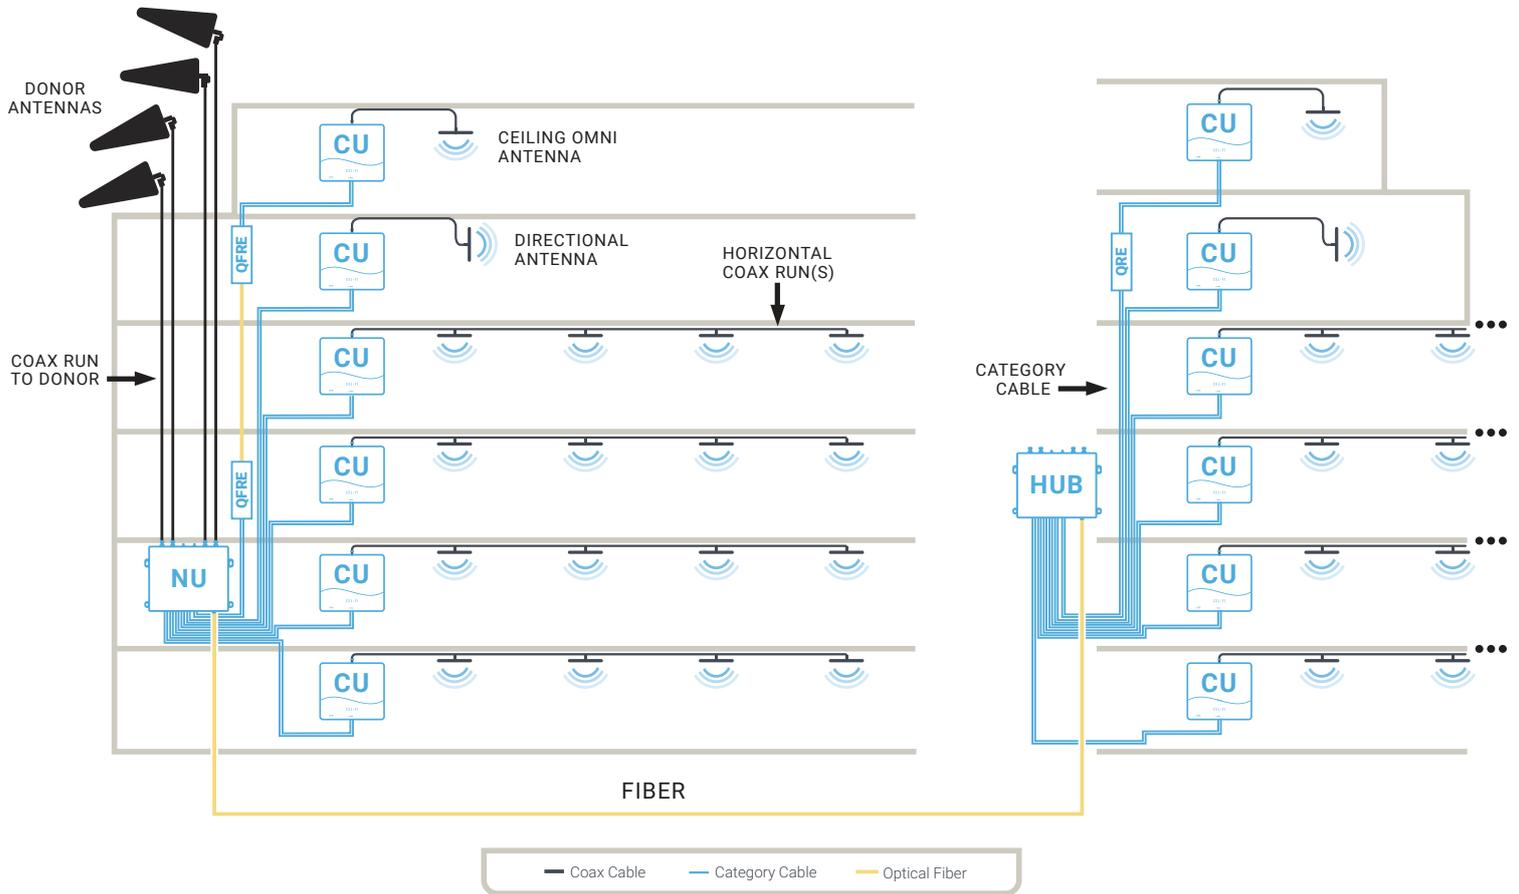 DONOR
ANTENNAS
CU
CEILING OMNI
ANTENNA
CU
QFRE
CU
DIRECTIONAL
ANTENNA
HORIZONTAL
COAX RUN(S)
QRE
CU
COAX RUN
TO DONOR
CU
CATEGORY
CABLE
CU
QFRE
CU
HUB
CU
NU
CU
CU
CU
CU
FIBER
Coax Cable
Category Cable
Optical Fiber